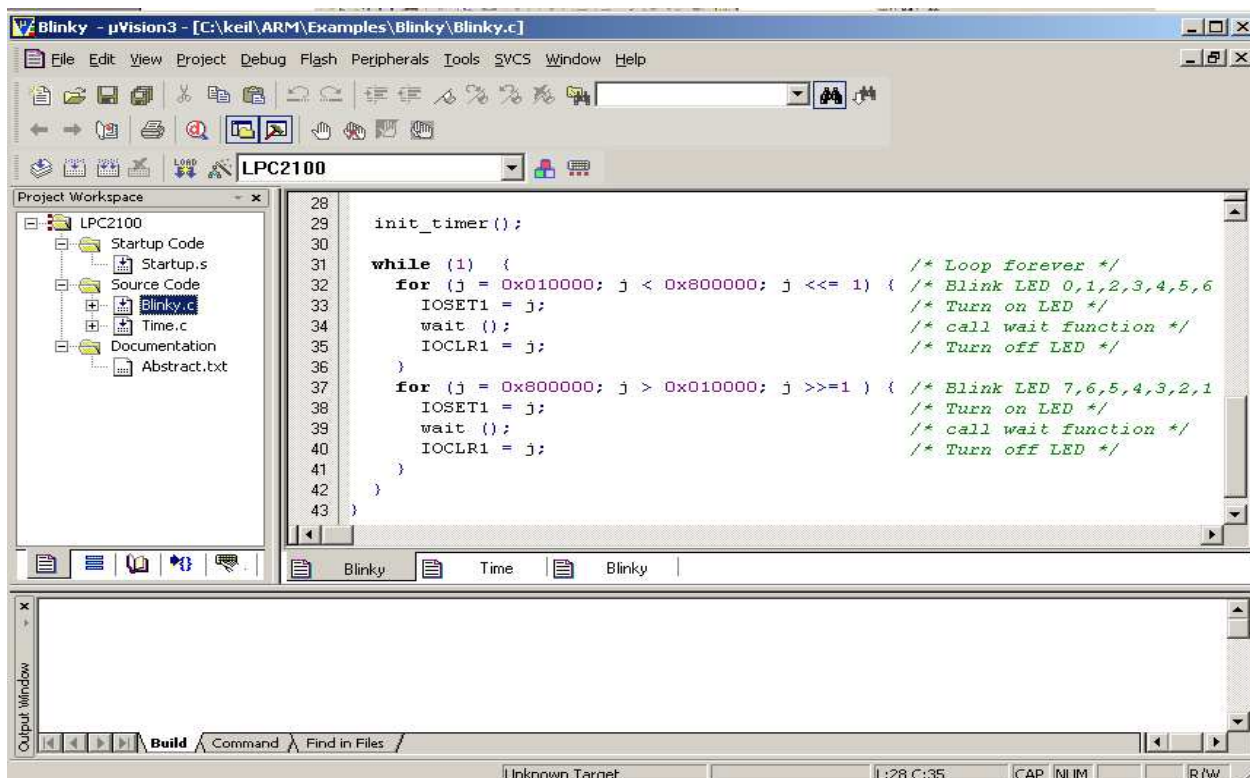 Blinky - µVision3 - [C:\keil\ARM\Examples\Blinky\Blinky.c]
File Edit View Project Debug Flash Peripherals Tools SVCS Window Help
LOAD LPC2100
Project Workspace
LPC2100
Startup Code
Startup.s
Source Code
Blinky.c
Time.c
Documentation
Abstract.txt
28
29 init_timer();
30
31 while (1) { /* Loop forever */
32 for (j = 0x010000; j < 0x800000; j <<= 1) { /* Blink LED 0,1,2,3,4,5,6
33 IOSET1 = j; /* Turn on LED */
34 wait (); /* call wait function */
35 IOCLR1 = j; /* Turn off LED */
36 }
37 for (j = 0x800000; j > 0x010000; j >>=1 ) { /* Blink LED 7,6,5,4,3,2,1
38 IOSET1 = j; /* Turn on LED */
39 wait (); /* call wait function */
40 IOCLR1 = j; /* Turn off LED */
41 }
42 }
43 }
Blinky Time Blinky
Output Window
Build Command Find in Files
Unknown Target L:28 C:35 CAP NUM R/W